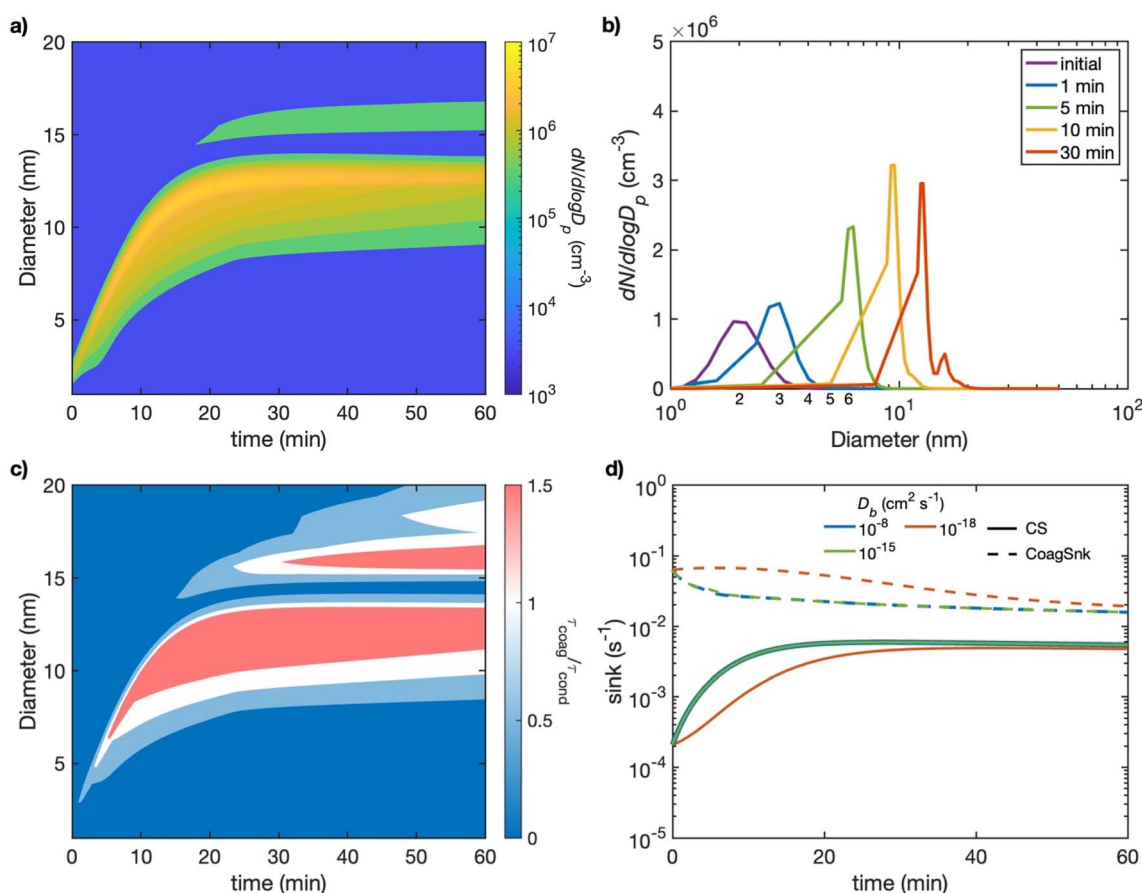 a)
20
15
10
5
0 10 20 30 40 50 60
time (min)
Diameter (nm)
10^7
10^6
10^5
10^4
10^3
dN/dlogD_p (cm^-3)
b)
×10^6
5
4
3
2
1
0
10^0 2 3 4 5 6 10^1 10^2
Diameter (nm)
dN/dlogD_p (cm^-3)
initial
1 min
5 min
10 min
30 min
c)
20
15
10
5
0 10 20 30 40 50 60
time (min)
Diameter (nm)
1.5
1
0.5
0
τ_coag/τ_cond
d)
10^0
10^-1
10^-2
10^-3
10^-4
10^-5
0 20 40 60
time (min)
sink (s^-1)
D_b (cm^2 s^-1)
10^-8 10^-18 CS
10^-15 CoagSnk